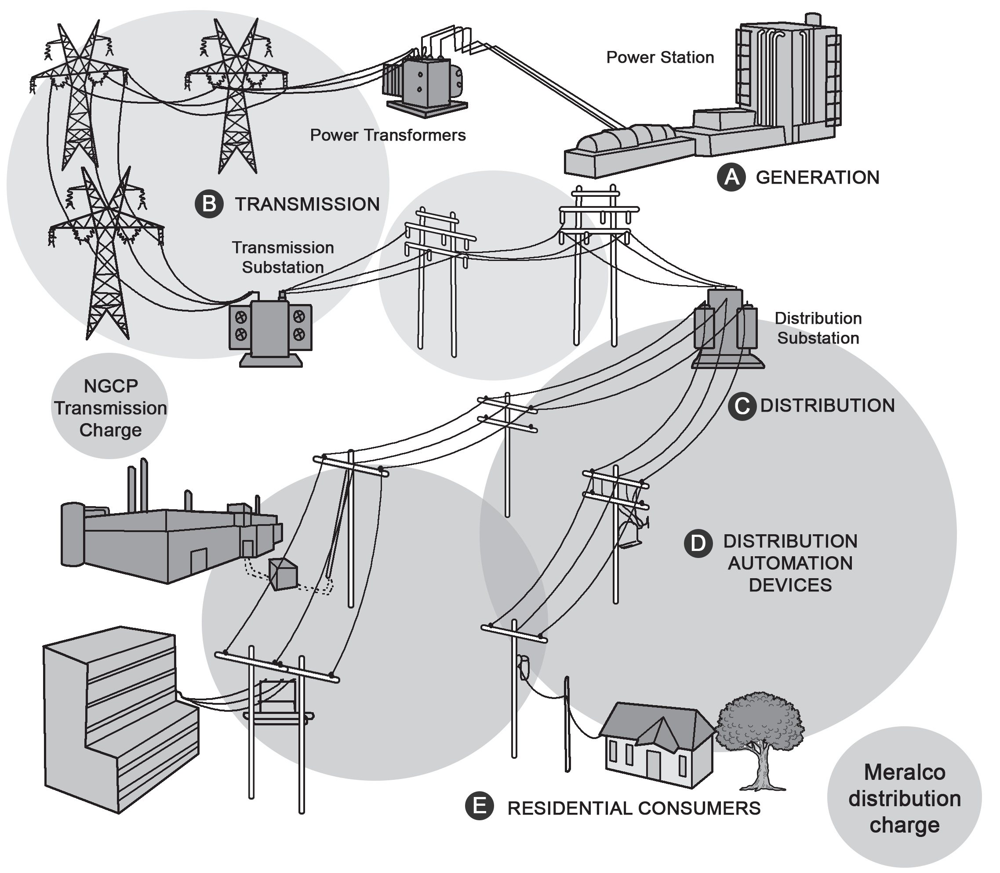 Power Station
Power Transformers
A GENERATION
B TRANSMISSION
Transmission
Substation
Distribution
Substation
NGCP
Transmission
Charge
C DISTRIBUTION
D DISTRIBUTION
AUTOMATION
DEVICES
E RESIDENTIAL CONSUMERS
Meralco
distribution
charge